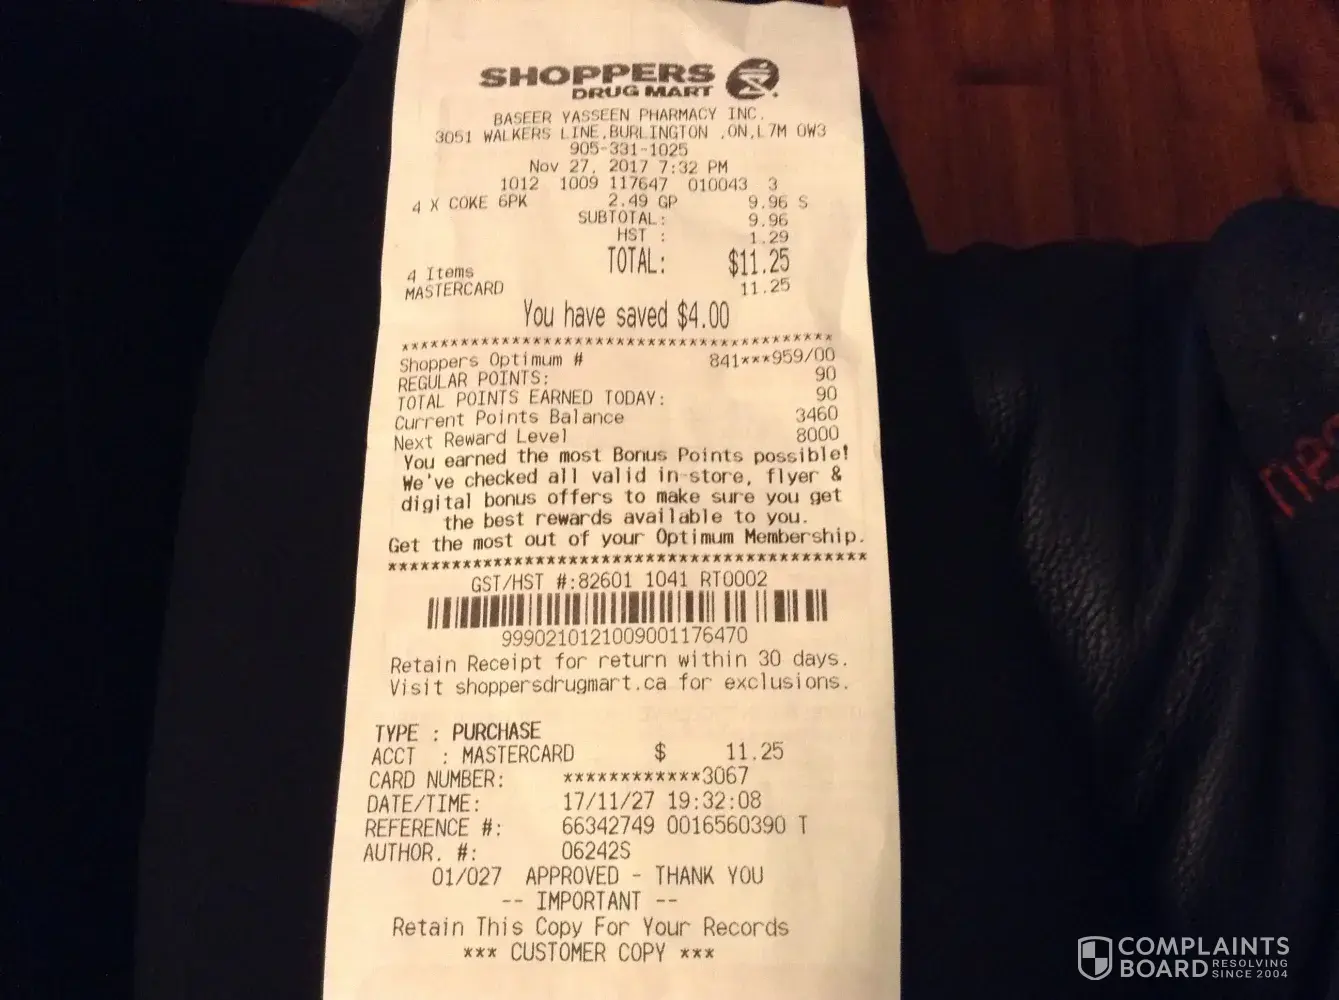 SHOPPERS
DRUG MART
BASEER YASSEEN PHARMACY INC.
3051 WALKERS LINE,BURLINGTON ,ON,L7M 0W3
905-331-1025
Nov 27, 2017 7:32 PM
1012 1009 117647 010043 3
4 X COKE 6PK 2.49 GP 9.96 S
SUBTOTAL: 9.96
HST : 1.29
TOTAL: $11.25
4 Items
MASTERCARD 11.25
You have saved $4.00
****************************************
Shoppers Optimum # 841***959/00
REGULAR POINTS: 90
TOTAL POINTS EARNED TODAY: 90
Current Points Balance 3460
Next Reward Level 8000
You earned the most Bonus Points possible!
We've checked all valid in-store, flyer &
digital bonus offers to make sure you get
the best rewards available to you.
Get the most out of your Optimum Membership.
********************************************
GST/HST #:82601 1041 RT0002
9990210121009001176470
Retain Receipt for return within 30 days.
Visit shoppersdrugmart.ca for exclusions.
TYPE : PURCHASE
ACCT : MASTERCARD $ 11.25
CARD NUMBER: ************3067
DATE/TIME: 17/11/27 19:32:08
REFERENCE #: 66342749 0016560390 T
AUTHOR. #: 06242S
01/027 APPROVED - THANK YOU
-- IMPORTANT --
Retain This Copy For Your Records
*** CUSTOMER COPY ***
COMPLAINTS
BOARD RESOLVING SINCE 2004